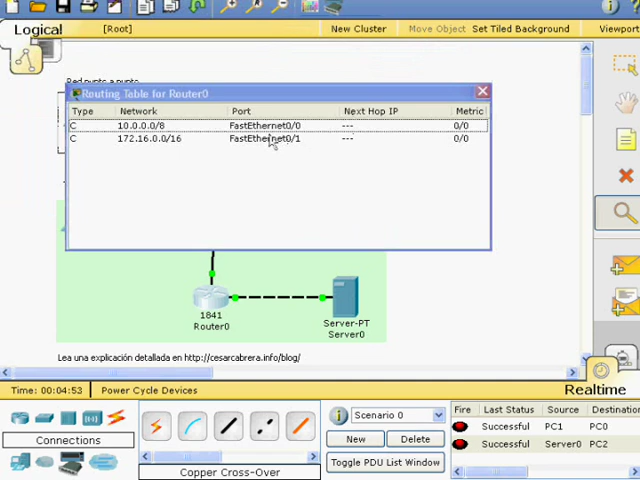 Logical [Root] New Cluster Move Object Set Tiled Background Viewport
Routing Table for Router0
Type Network Port Next Hop IP Metric
C 10.0.0.0/8 FastEthernet0/0 --- 0/0
C 172.16.0.0/16 FastEthernet0/1 --- 0/0
1841
Router0
Server-PT
Server0
Lea una explicación detallada en http://cesarcabrera.info/blog/
Time: 00:04:53 Power Cycle Devices Realtime
Scenario 0
Fire Last Status Source Destination
Successful PC1 PC0
Successful Server0 PC2
New Delete
Toggle PDU List Window
Connections
Copper Cross-Over